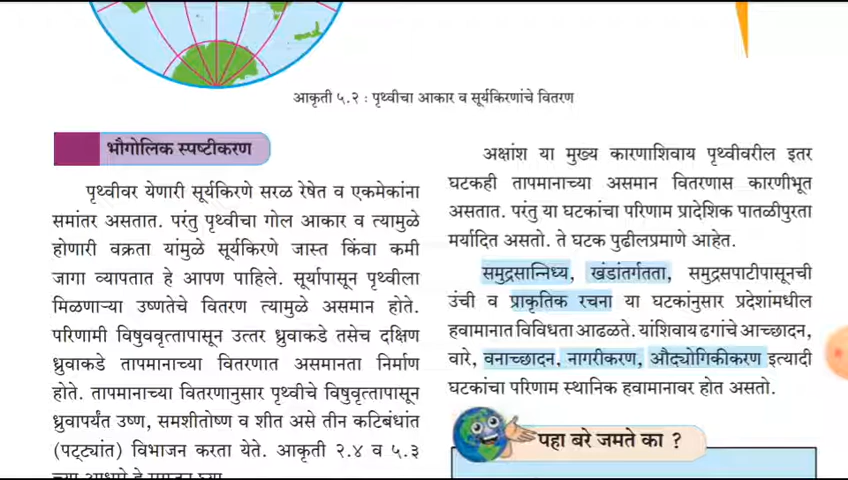 आकृती ५.२ : पृथ्वीचा आकार व सूर्यकिरणांचे वितरण
भौगोलिक स्पष्टीकरण
पृथ्वीवर येणारी सूर्यकिरणे सरळ रेषेत व एकमेकांना
समांतर असतात. परंतु पृथ्वीचा गोल आकार व त्यामुळे
होणारी वक्रता यांमुळे सूर्यकिरणे जास्त किंवा कमी
जागा व्यापतात हे आपण पाहिले. सूर्यापासून पृथ्वीला
मिळणाऱ्या उष्णतेचे वितरण त्यामुळे असमान होते.
परिणामी विषुववृत्तापासून उत्तर ध्रुवाकडे तसेच दक्षिण
ध्रुवाकडे तापमानाच्या वितरणात असमानता निर्माण
होते. तापमानाच्या वितरणानुसार पृथ्वीचे विषुववृत्तापासून
ध्रुवापर्यंत उष्ण, समशीतोष्ण व शीत असे तीन कटिबंधांत
(पट्ट्यांत) विभाजन करता येते. आकृती २.४ व ५.३
अक्षांश या मुख्य कारणाशिवाय पृथ्वीवरील इतर
घटकही तापमानाच्या असमान वितरणास कारणीभूत
असतात. परंतु या घटकांचा परिणाम प्रादेशिक पातळीपुरता
मर्यादित असतो. ते घटक पुढीलप्रमाणे आहेत.
समुद्रसान्निध्य, खंडांतर्गतता, समुद्रसपाटीपासूनची
उंची व प्राकृतिक रचना या घटकांनुसार प्रदेशांमधील
हवामानात विविधता आढळते. यांशिवाय ढगांचे आच्छादन,
वारे, वनाच्छादन, नागरीकरण, औद्योगिकीकरण इत्यादी
घटकांचा परिणाम स्थानिक हवामानावर होत असतो.
पहा बरे जमते का ?